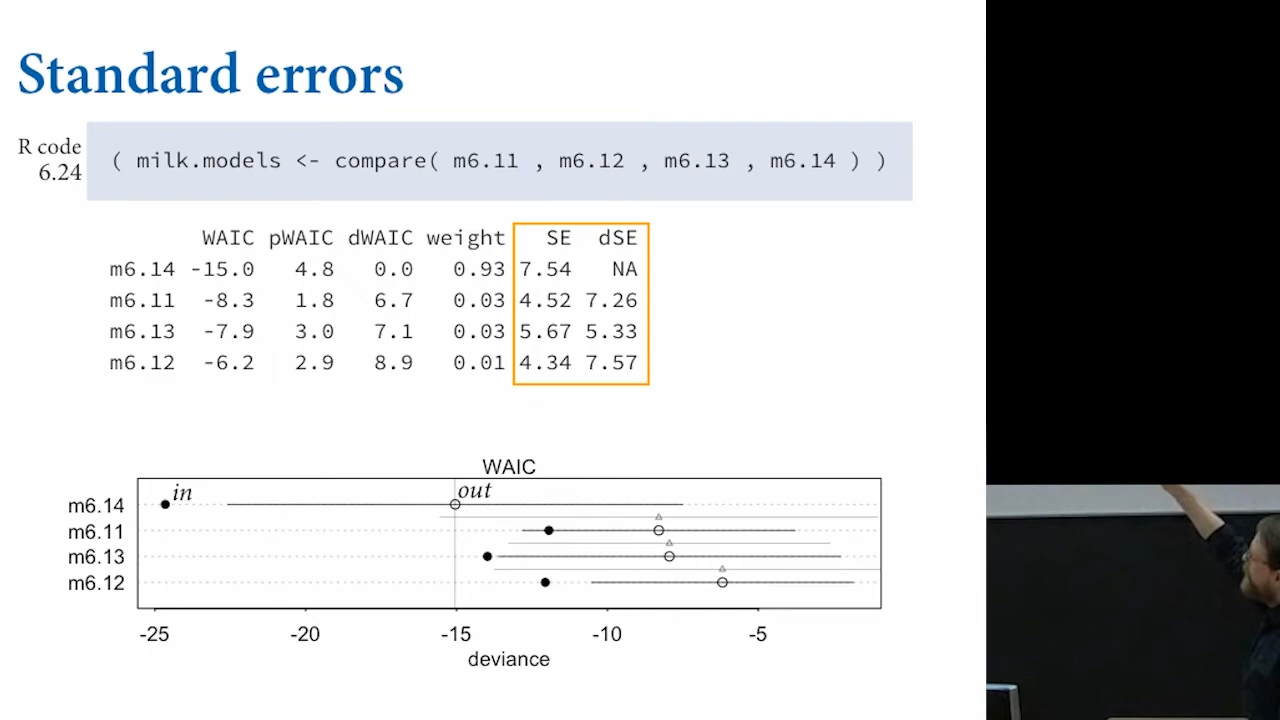 Standard errors
R code
6.24
( milk.models <- compare( m6.11 , m6.12 , m6.13 , m6.14 ) )
WAIC pWAIC dWAIC weight SE dSE
m6.14 -15.0 4.8 0.0 0.93 7.54 NA
m6.11 -8.3 1.8 6.7 0.03 4.52 7.26
m6.13 -7.9 3.0 7.1 0.03 5.67 5.33
m6.12 -6.2 2.9 8.9 0.01 4.34 7.57
WAIC
in out
m6.14
m6.11
m6.13
m6.12
-25 -20 -15 -10 -5
deviance